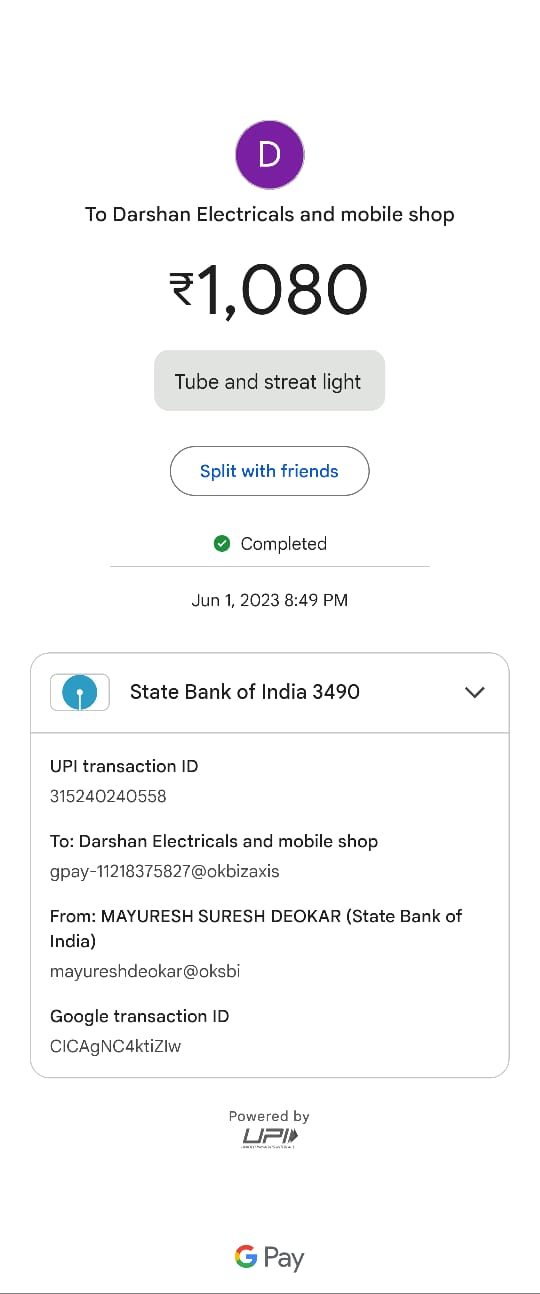 D
To Darshan Electricals and mobile shop
₹1,080
Tube and streat light
Split with friends
Completed
Jun 1, 2023 8:49 PM
State Bank of India 3490
UPI transaction ID
315240240558
To: Darshan Electricals and mobile shop
gpay-11218375827@okbizaxis
From: MAYURESH SURESH DEOKAR (State Bank of
India)
mayureshdeokar@oksbi
Google transaction ID
CICAgNC4ktiZIw
Powered by
UPI
G Pay